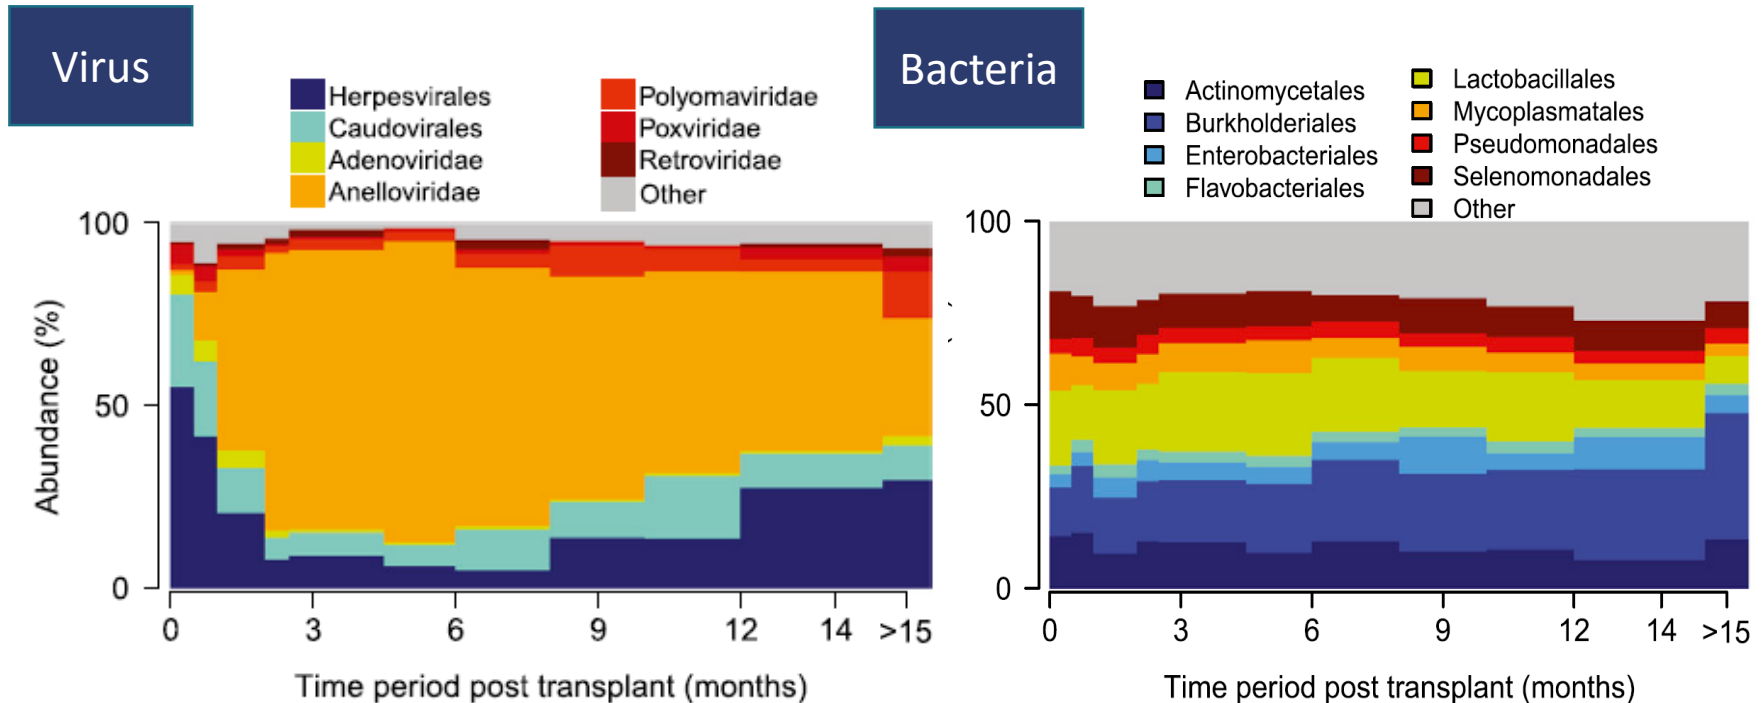 Virus
Herpesvirales
Caudovirales
Adenoviridae
Anelloviridae
Polyomaviridae
Poxviridae
Retroviridae
Other
Abundance (%)
100
50
0
0 3 6 9 12 14 >15
Time period post transplant (months)
Bacteria
Actinomycetales
Burkholderiales
Enterobacteriales
Flavobacteriales
Lactobacillales
Mycoplasmatales
Pseudomonadales
Selenomonadales
Other
100
50
0
0 3 6 9 12 14 >15
Time period post transplant (months)